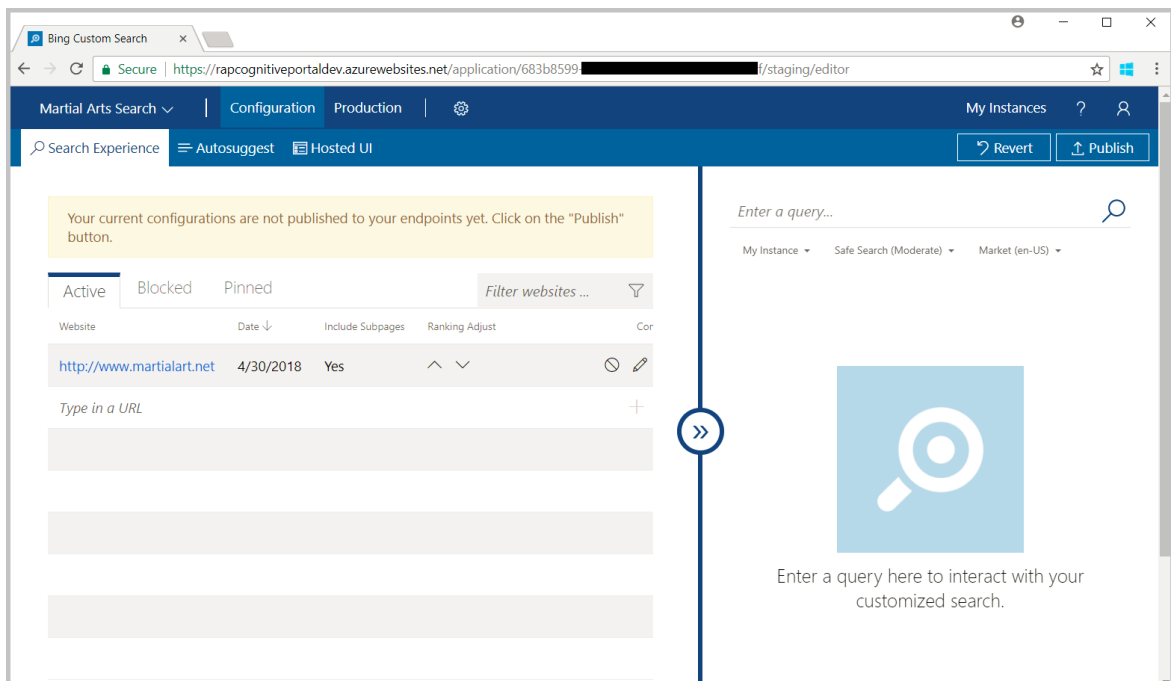 Bing Custom Search
Secure | https://rapcognitiveportaldev.azurewebsites.net/application/683b8599- f/staging/editor
Martial Arts Search Configuration Production My Instances ?
Search Experience Autosuggest Hosted UI Revert Publish
Your current configurations are not published to your endpoints yet. Click on the "Publish"
button.
Enter a query...
My Instance Safe Search (Moderate) Market (en-US)
Active Blocked Pinned Filter websites ...
Website Date Include Subpages Ranking Adjust Cor
http://www.martialart.net 4/30/2018 Yes
Type in a URL
Enter a query here to interact with your
customized search.